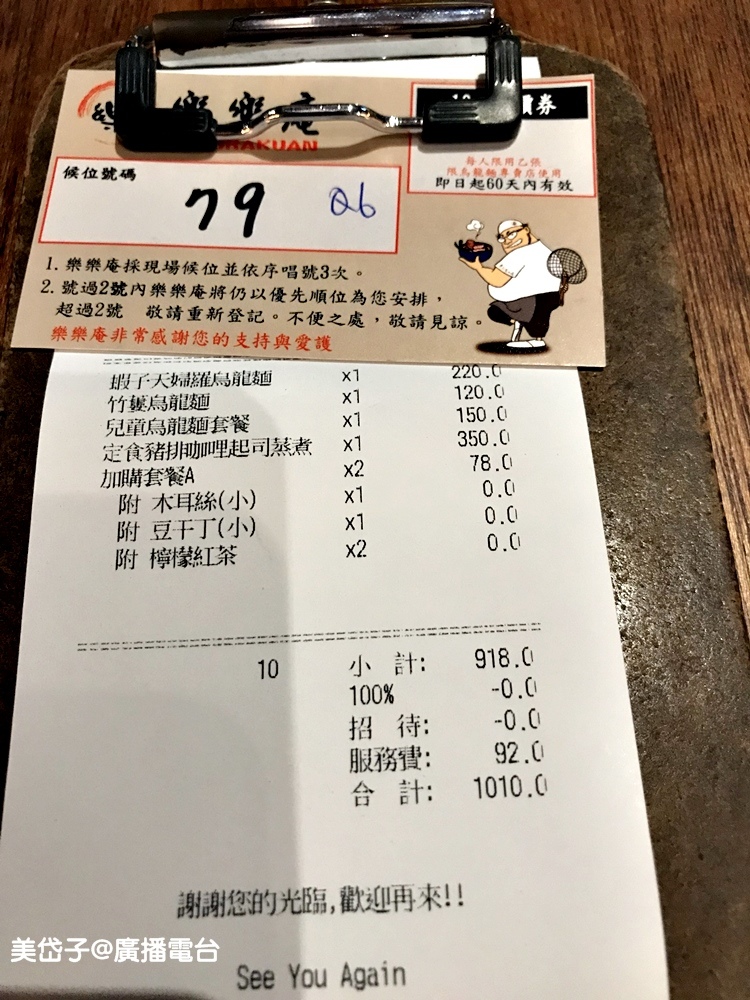 樂樂庵
RAKUAN
券
每人限用乙張
限烏龍麵專賣店使用
即日起60天內有效
候位號碼
79
Q6
1. 樂樂庵採現場候位並依序唱號3次。
2. 號過2號內樂樂庵將仍以優先順位為您安排，
超過2號 敬請重新登記。不便之處，敬請見諒。
樂樂庵非常感謝您的支持與愛護
蝦子天婦羅烏龍麵 x1 220.0
竹簍烏龍麵 x1 120.0
兒童烏龍麵套餐 x1 150.0
定食豬排咖哩起司蒸煮 x1 350.0
加購套餐A x2 78.0
附 木耳絲(小) x1 0.0
附 豆干丁(小) x1 0.0
附 檸檬紅茶 x2 0.0
10 小 計: 918.0
100% -0.0
招 待: -0.0
服務費: 92.0
合 計: 1010.0
謝謝您的光臨,歡迎再來!!
See You Again
美岱子@廣播電台